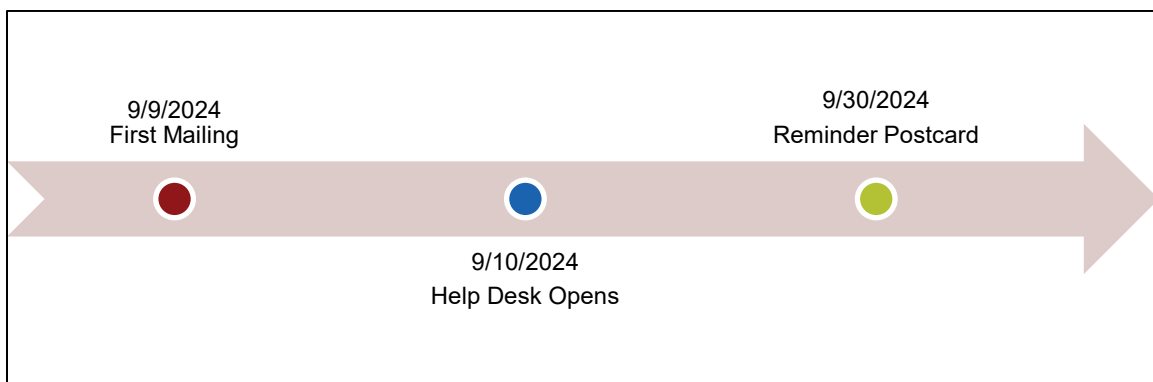 9/9/2024
First Mailing
9/10/2024
Help Desk Opens
9/30/2024
Reminder Postcard